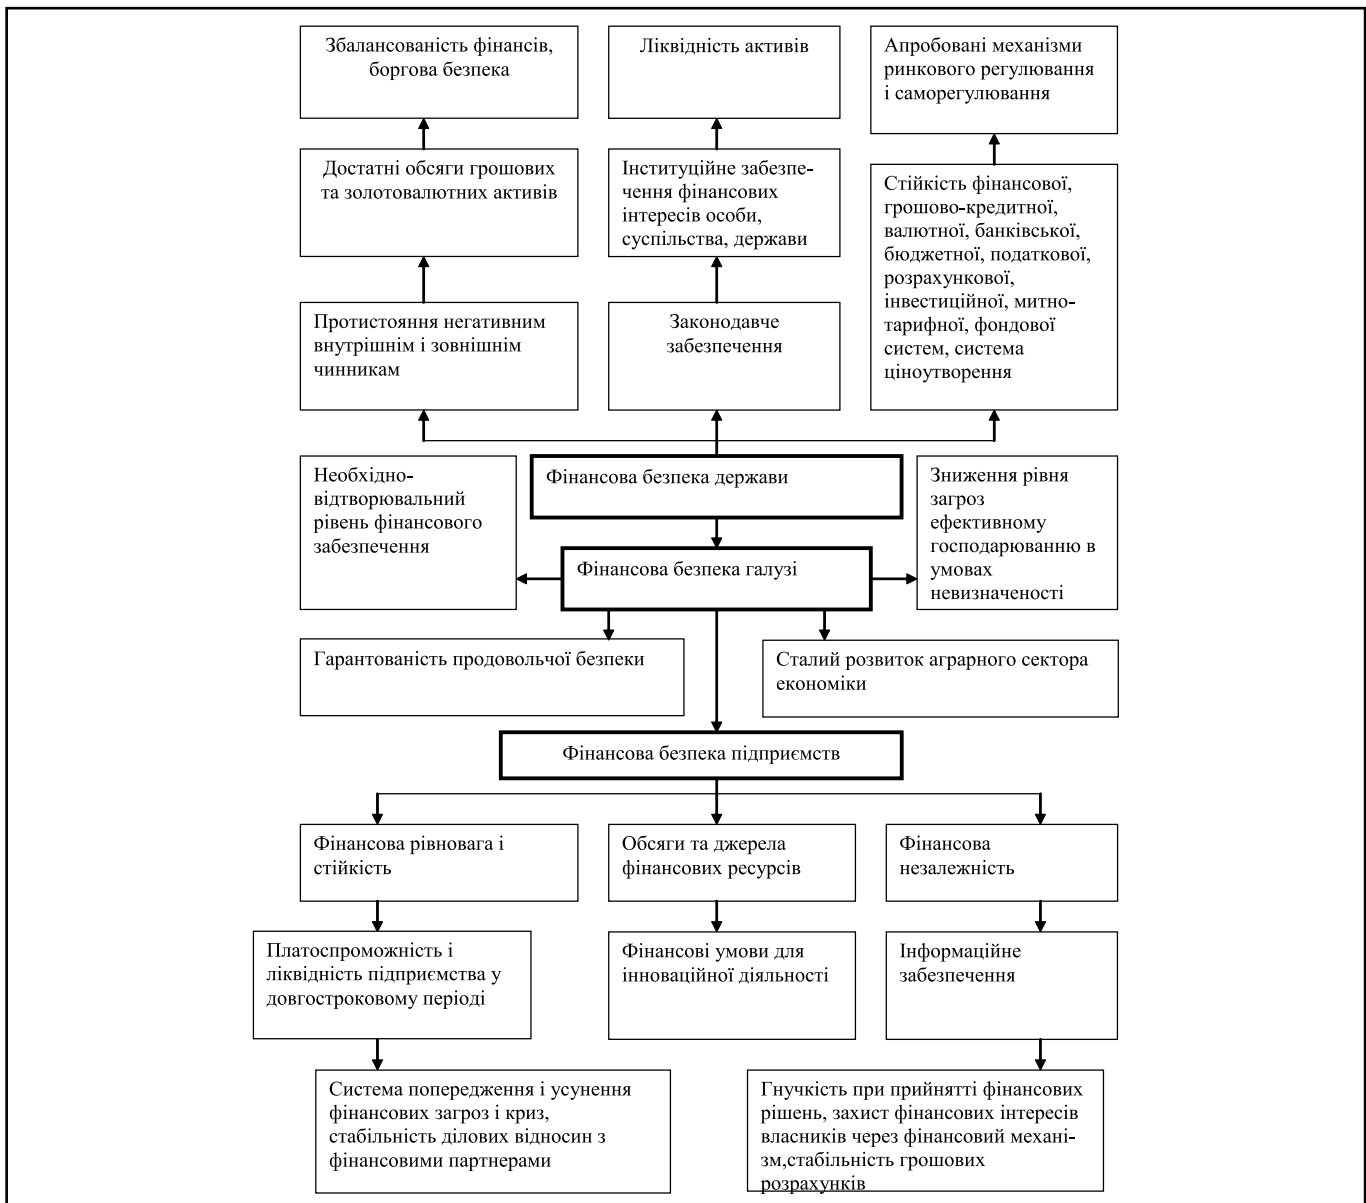 Збалансованість фінансів,
боргова безпека
Ліквідність активів
Апробовані механізми
ринкового регулювання
і саморегулювання
Достатні обсяги грошових
та золотовалютних активів
Інституційне забезпе-
чення фінансових
інтересів особи,
суспільства, держави
Стійкість фінансової,
грошово-кредитної,
валютної, банківської,
бюджетної, податкової,
розрахункової,
інвестиційної, митно-
тарифної, фондової
систем, система
ціноутворення
Протистояння негативним
внутрішнім і зовнішнім
чинникам
Законодавче
забезпечення
Необхідно-
відтворювальний
рівень фінансового
забезпечення
Фінансова безпека держави
Зниження рівня
загроз
ефективному
господарюванню в
умовах
невизначеності
Фінансова безпека галузі
Гарантованість продовольчої безпеки
Сталий розвиток аграрного сектора
економіки
Фінансова безпека підприємств
Фінансова рівновага і
стійкість
Обсяги та джерела
фінансових ресурсів
Фінансова
незалежність
Платоспроможність і
ліквідність підприємства у
довгостроковому періоді
Фінансові умови для
інноваційної діяльності
Інформаційне
забезпечення
Система попередження і усунення
фінансових загроз і криз,
стабільність ділових відносин з
фінансовими партнерами
Гнучкість при прийнятті фінансових
рішень, захист фінансових інтересів
власників через фінансовий механі-
зм,стабільність грошових
розрахунків